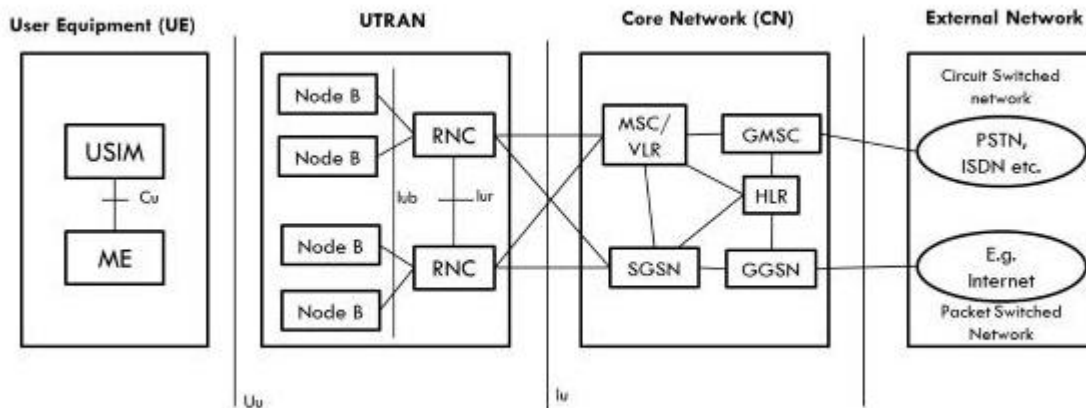 User Equipment (UE)
UTRAN
Core Network (CN)
External Network
USIM
Cu
ME
Node B
Node B
RNC
Iub
Iur
Node B
Node B
RNC
MSC/
VLR
GMSC
HLR
SGSN
GGSN
Circuit Switched
network
PSTN,
ISDN etc.
E.g.
Internet
Packet Switched
Network
Uu
Iu